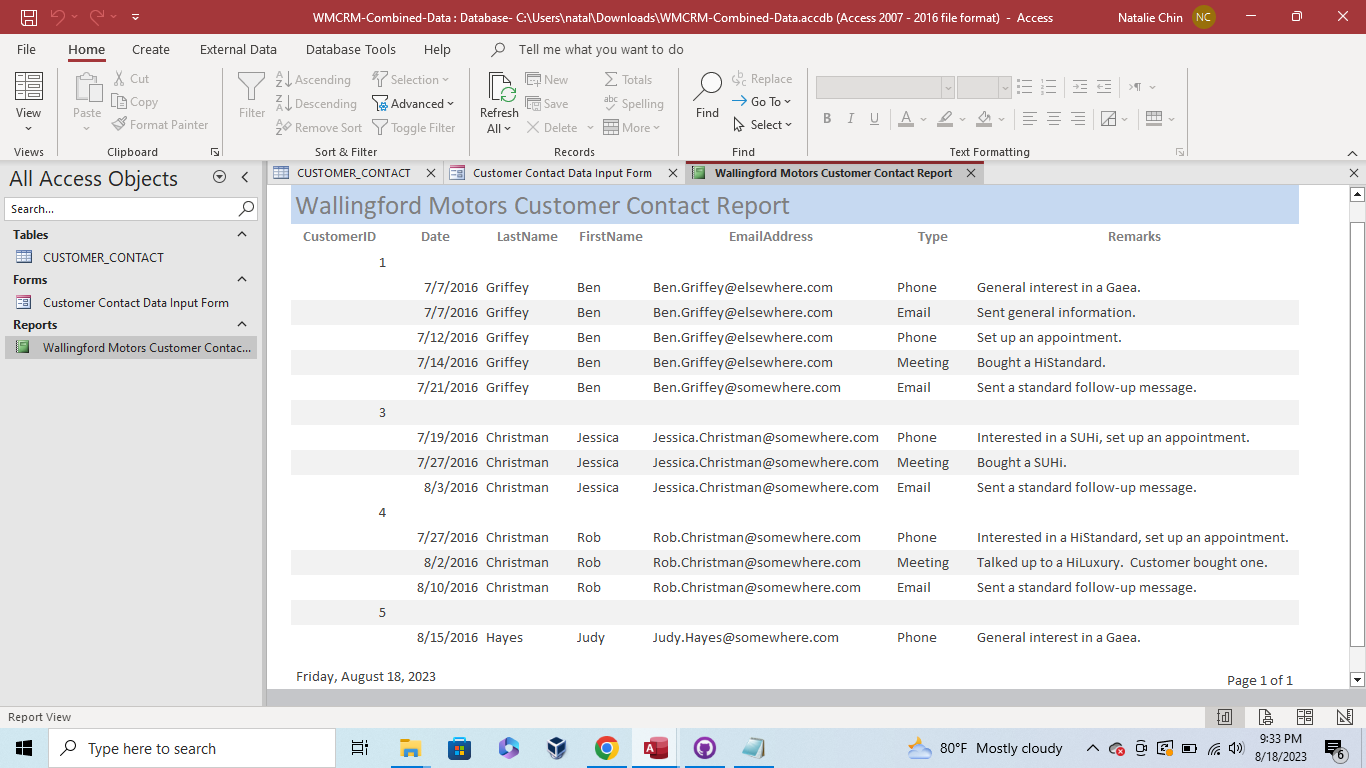 WMCRM-Combined-Data : Database- C:\Users\natal\Downloads\WMCRM-Combined-Data.accdb (Access 2007 - 2016 file format) - Access Natalie Chin NC
File Home Create External Data Database Tools Help Tell me what you want to do
View
Views
Paste
Cut
Copy
Format Painter
Clipboard
Filter
Ascending
Descending
Remove Sort
Selection
Advanced
Toggle Filter
Sort & Filter
Refresh
All
New
Save
Delete
Totals
Spelling
More
Records
Find
Replace
Go To
Select
Find
B I U A
Text Formatting
All Access Objects
Search...
Tables
CUSTOMER_CONTACT
Forms
Customer Contact Data Input Form
Reports
Wallingford Motors Customer Contac...
CUSTOMER_CONTACT Customer Contact Data Input Form Wallingford Motors Customer Contact Report
Wallingford Motors Customer Contact Report
CustomerID Date LastName FirstName EmailAddress Type Remarks
1
7/7/2016 Griffey Ben Ben.Griffey@elsewhere.com Phone General interest in a Gaea.
7/7/2016 Griffey Ben Ben.Griffey@elsewhere.com Email Sent general information.
7/12/2016 Griffey Ben Ben.Griffey@elsewhere.com Phone Set up an appointment.
7/14/2016 Griffey Ben Ben.Griffey@elsewhere.com Meeting Bought a HiStandard.
7/21/2016 Griffey Ben Ben.Griffey@somewhere.com Email Sent a standard follow-up message.
3
7/19/2016 Christman Jessica Jessica.Christman@somewhere.com Phone Interested in a SUHi, set up an appointment.
7/27/2016 Christman Jessica Jessica.Christman@somewhere.com Meeting Bought a SUHi.
8/3/2016 Christman Jessica Jessica.Christman@somewhere.com Email Sent a standard follow-up message.
4
7/27/2016 Christman Rob Rob.Christman@somewhere.com Phone Interested in a HiStandard, set up an appointment.
8/2/2016 Christman Rob Rob.Christman@somewhere.com Meeting Talked up to a HiLuxury. Customer bought one.
8/10/2016 Christman Rob Rob.Christman@somewhere.com Email Sent a standard follow-up message.
5
8/15/2016 Hayes Judy Judy.Hayes@somewhere.com Phone General interest in a Gaea.
Friday, August 18, 2023 Page 1 of 1
Report View
Type here to search
80°F Mostly cloudy
9:33 PM
8/18/2023
6